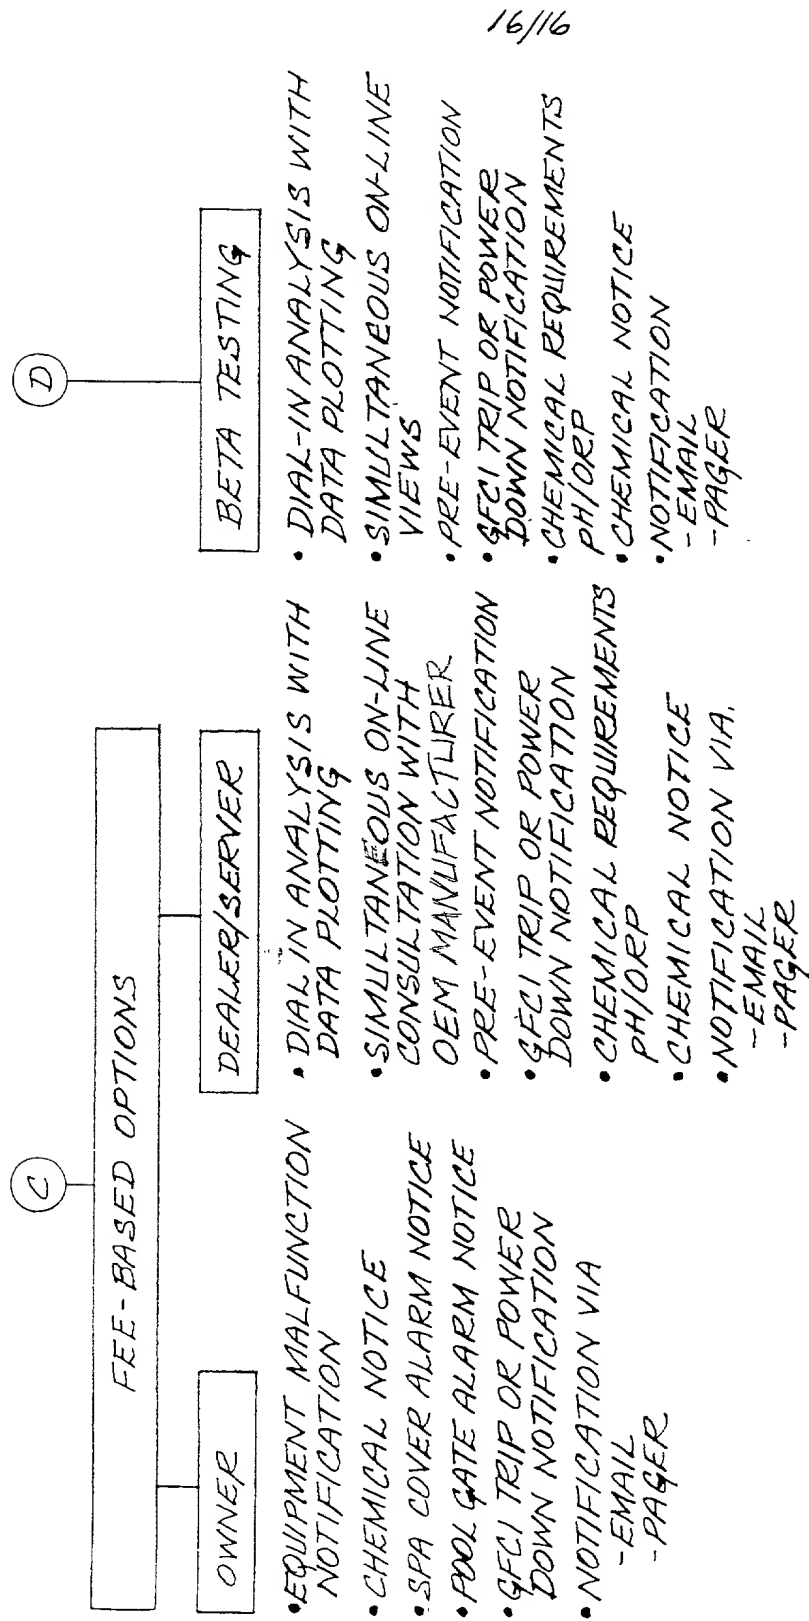 16/16
C
FEE-BASED OPTIONS
OWNER
• EQUIPMENT MALFUNCTION
NOTIFICATION
• CHEMICAL NOTICE
• SPA COVER ALARM NOTICE
• POOL GATE ALARM NOTICE
• GFCI TRIP OR POWER
DOWN NOTIFICATION
• NOTIFICATION VIA
-EMAIL
-PAGER
DEALER/SERVER
• DIAL IN ANALYSIS WITH
DATA PLOTTING
• SIMULTANEOUS ON-LINE
CONSULTATION WITH
OEM MANUFACTURER
• PRE-EVENT NOTIFICATION
• GFCI TRIP OR POWER
DOWN NOTIFICATION
• CHEMICAL REQUIREMENTS
PH/ORP
• CHEMICAL NOTICE
• NOTIFICATION VIA.
-EMAIL
-PAGER
D
BETA TESTING
• DIAL-IN ANALYSIS WITH
DATA PLOTTING
• SIMULTANEOUS ON-LINE
VIEWS
• PRE-EVENT NOTIFICATION
• GFCI TRIP OR POWER
DOWN NOTIFICATION
• CHEMICAL REQUIREMENTS
PH/ORP
• CHEMICAL NOTICE
• NOTIFICATION
-EMAIL
-PAGER